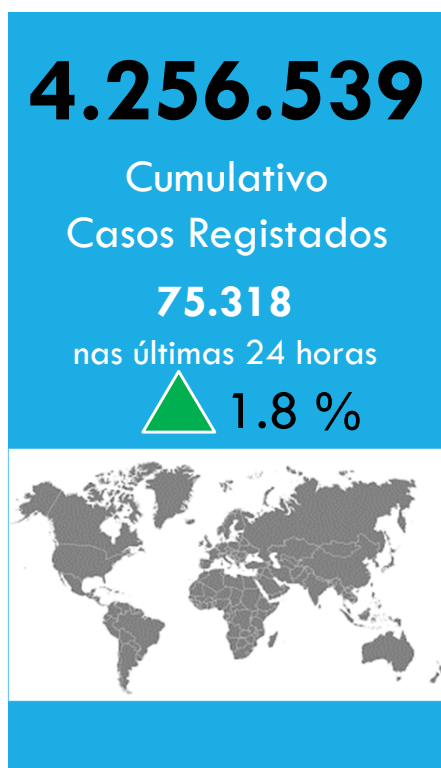 4.256.539
Cumulativo
Casos Registados
75.318
nas últimas 24 horas
1.8 %